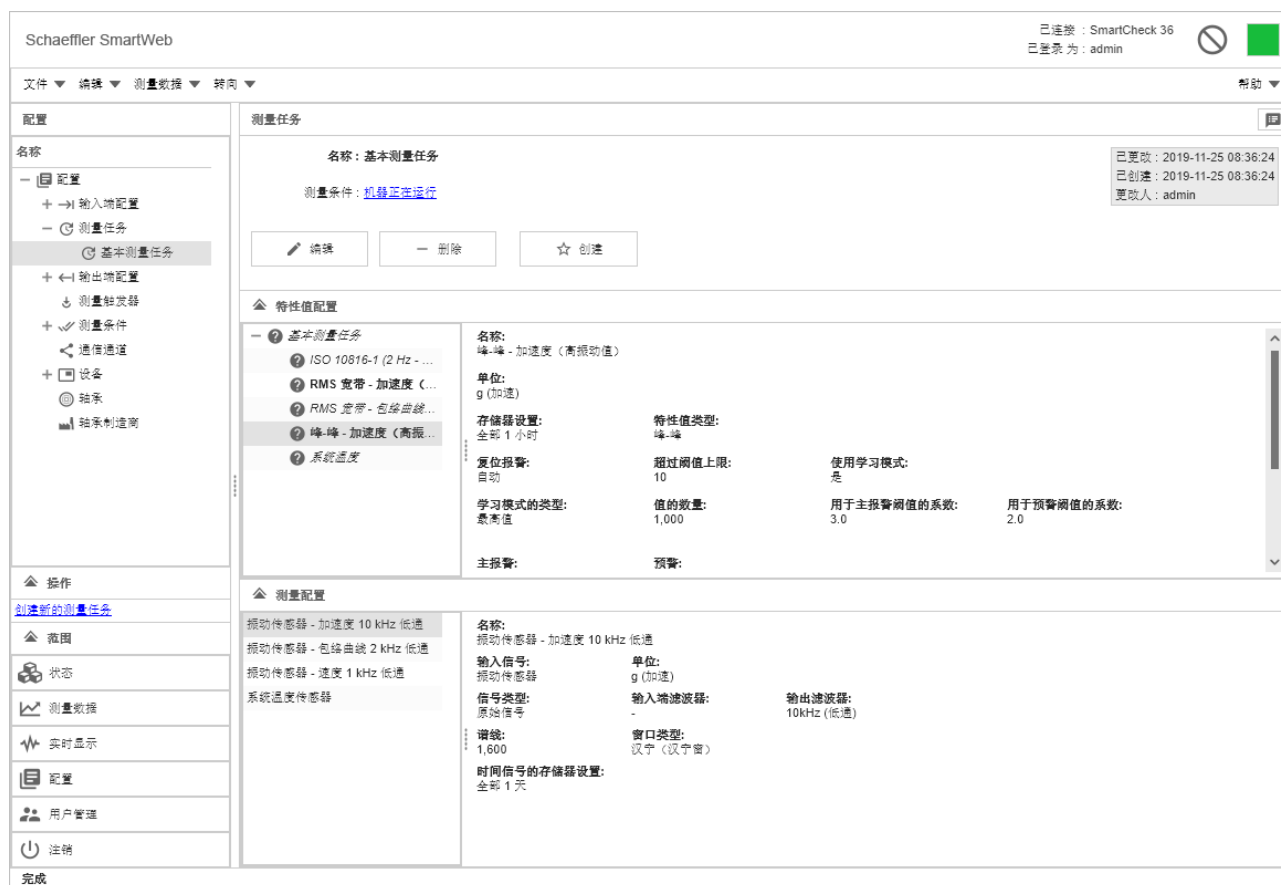 Schaeffler SmartWeb
已连接 : SmartCheck 36
已登录 为 : admin
文件 编辑 测量数据 转向 帮助
配置
名称
配置
输入端配置
测量任务
基本测量任务
输出端配置
测量触发器
测量条件
通信通道
设备
轴承
轴承制造商
操作
创建新的测量任务
范围
状态
测量数据
实时显示
配置
用户管理
注销
测量任务
名称 : 基本测量任务
测量条件 : 机器正在运行
已更改 : 2019-11-25 08:36:24
已创建 : 2019-11-25 08:36:24
更改人 : admin
编辑 删除 创建
特性值配置
基本测量任务
ISO 10816-1 (2 Hz - ...
RMS 宽带 - 加速度（...
RMS 宽带 - 包络曲线...
峰-峰 - 加速度（高振...
系统温度
名称:
峰-峰 - 加速度（高振动值）
单位:
g (加速)
存储器设置: 特性值类型:
全部 1 小时 峰-峰
复位报警: 超过阈值上限: 使用学习模式:
自动 10 是
学习模式的类型: 值的数量: 用于主报警阈值的系数: 用于预警阈值的系数:
最高值 1,000 3.0 2.0
主报警: 预警:
测量配置
振动传感器 - 加速度 10 kHz 低通
振动传感器 - 包络曲线 2 kHz 低通
振动传感器 - 速度 1 kHz 低通
系统温度传感器
名称:
振动传感器 - 加速度 10 kHz 低通
输入信号: 单位:
振动传感器 g (加速)
信号类型: 输入端滤波器: 输出滤波器:
原始信号 - 10kHz (低通)
谱线: 窗口类型:
1,600 汉宁（汉宁窗）
时间信号的存储器设置:
全部 1 天
完成